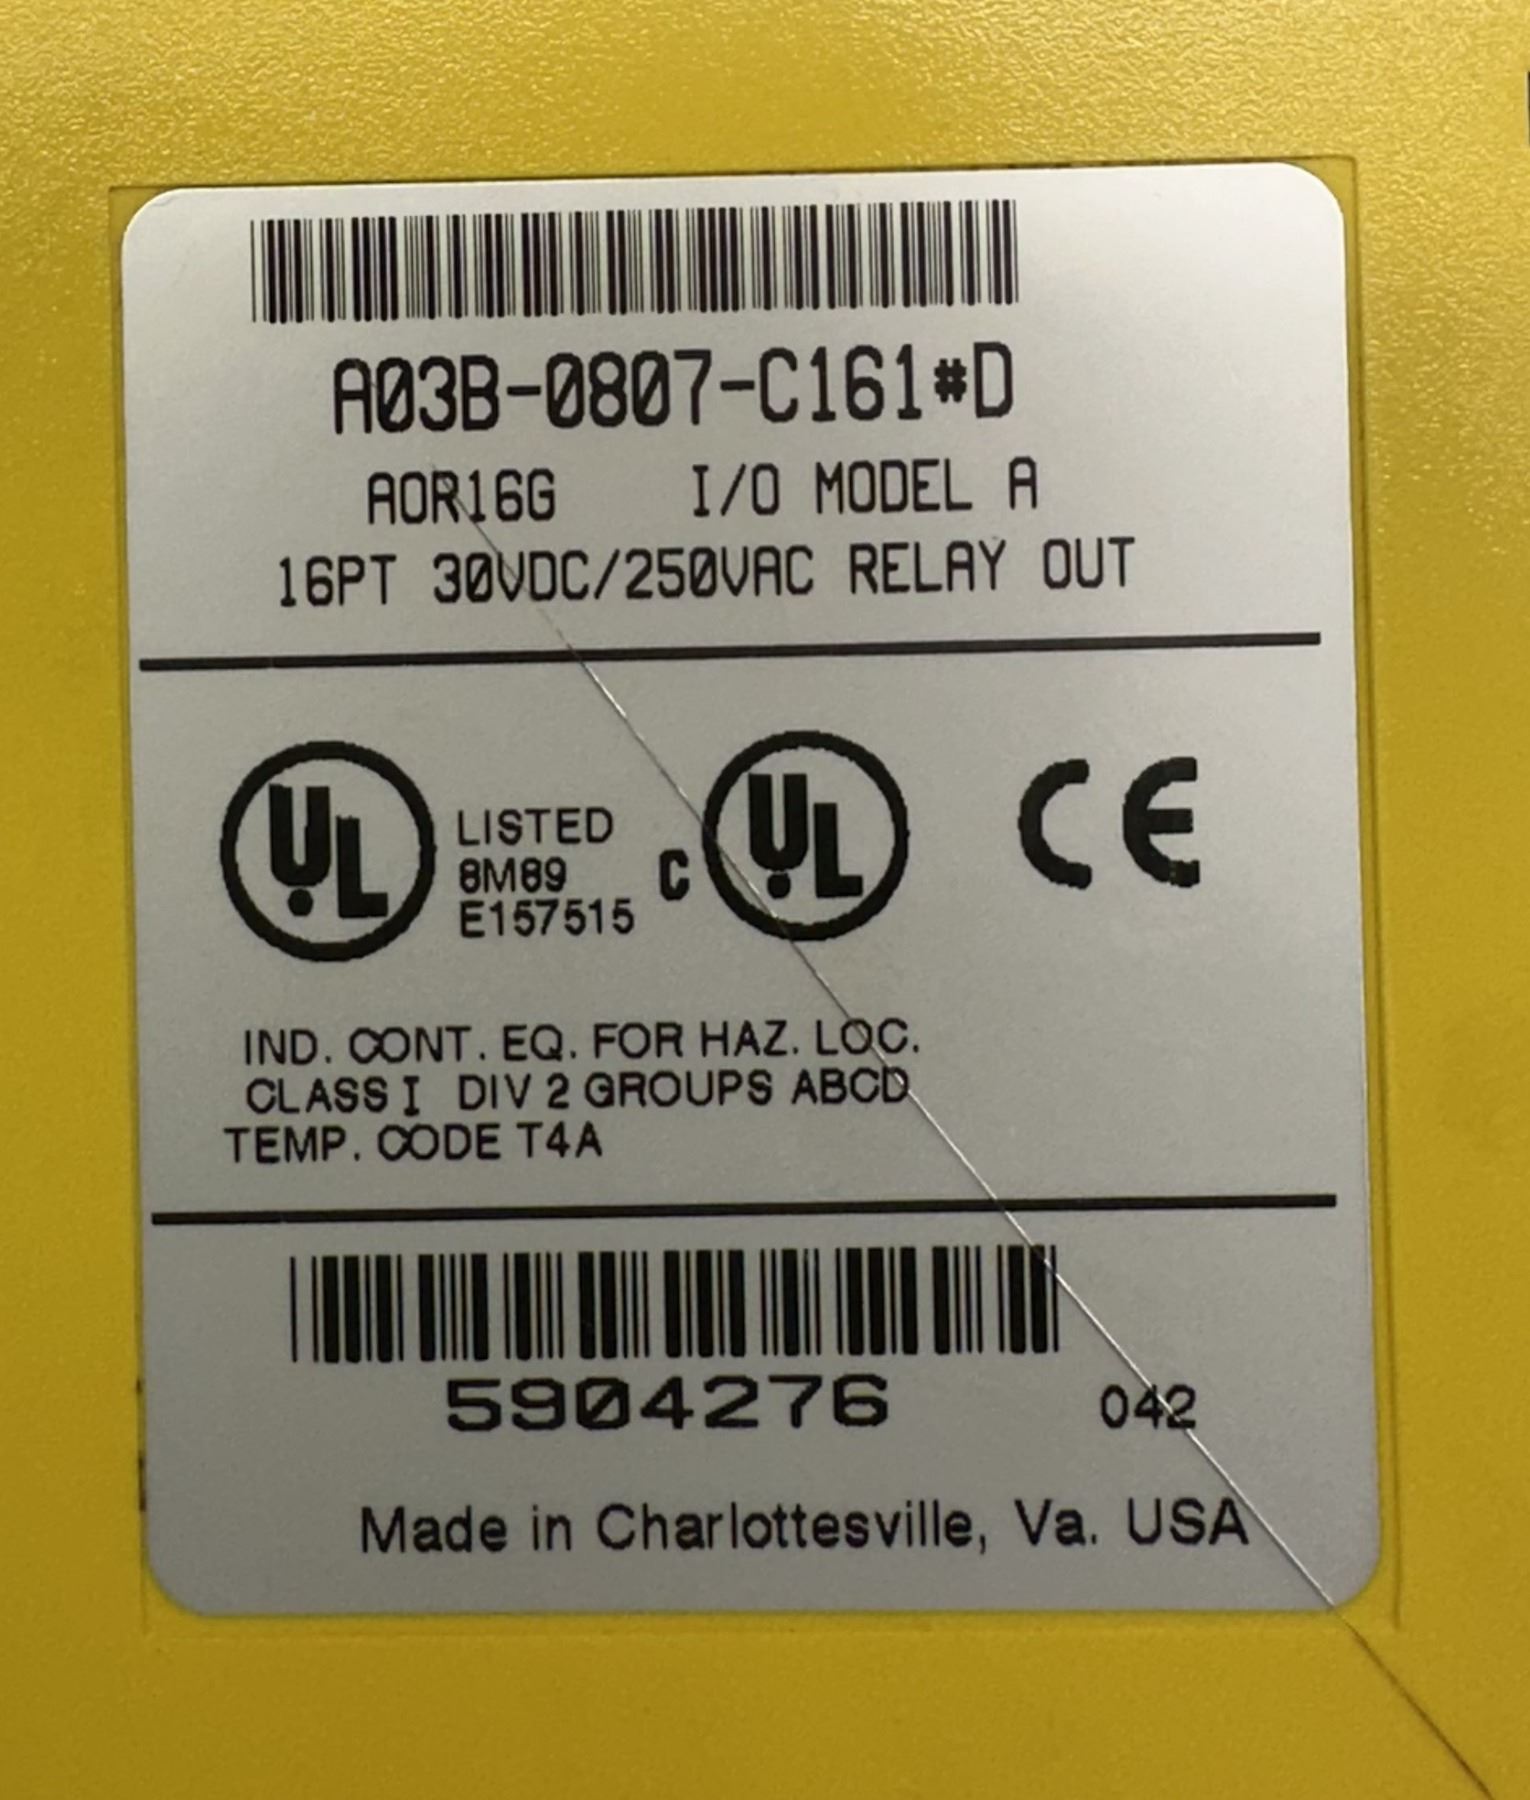 A03B-0807-C161#D
AOR16G I/O MODEL A
16PT 30VDC/250VAC RELAY OUT
UL LISTED 8M89 E157515
C UL
CE
IND. CONT. EQ. FOR HAZ. LOC.
CLASS I DIV 2 GROUPS ABCD
TEMP. CODE T4A
5904276 042
Made in Charlottesville, Va. USA